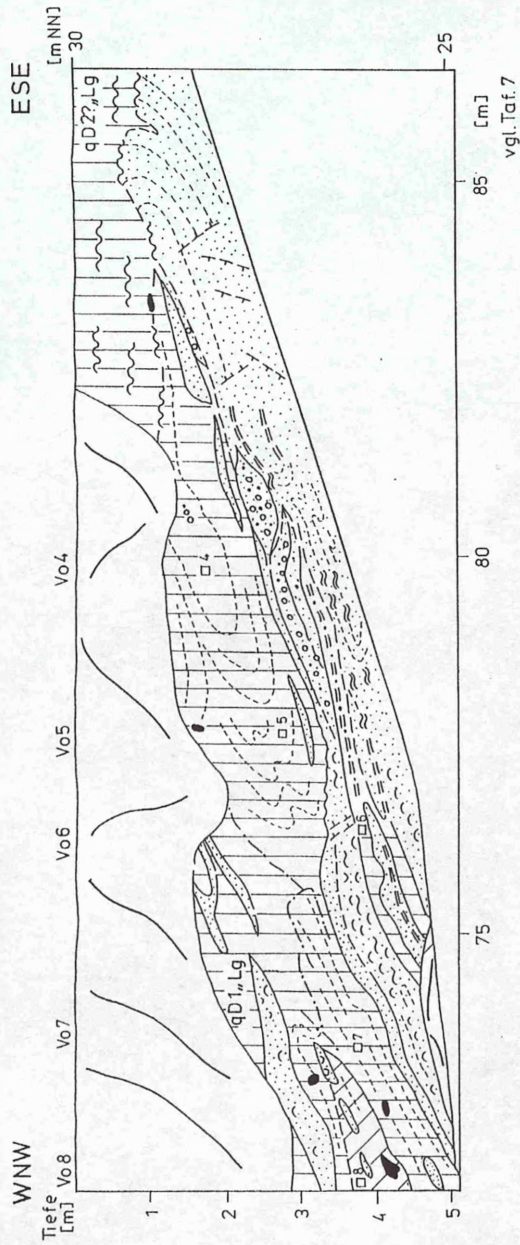 WNW
ESE
Tiefe [m]
Vo8
Vo7
Vo6
Vo5
Vo4
30 [mNN]
1
2
3
4
5
25
qD2?„Lg
qD1„Lg
4
5
6
7
8
75
80
85
[m]
vgl. Taf. 7